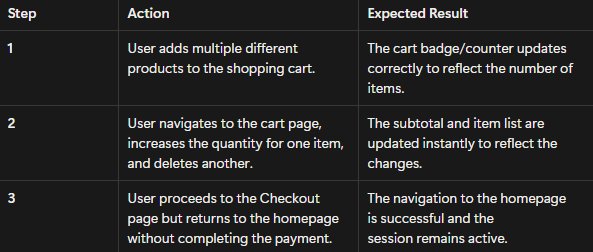 Step Action Expected Result
1 User adds multiple different The cart badge/counter updates
products to the shopping cart. correctly to reflect the number of
items.
2 User navigates to the cart page, The subtotal and item list are
increases the quantity for one item, updated instantly to reflect the
and deletes another. changes.
3 User proceeds to the Checkout The navigation to the homepage
page but returns to the homepage is successful and the
without completing the payment. session remains active.